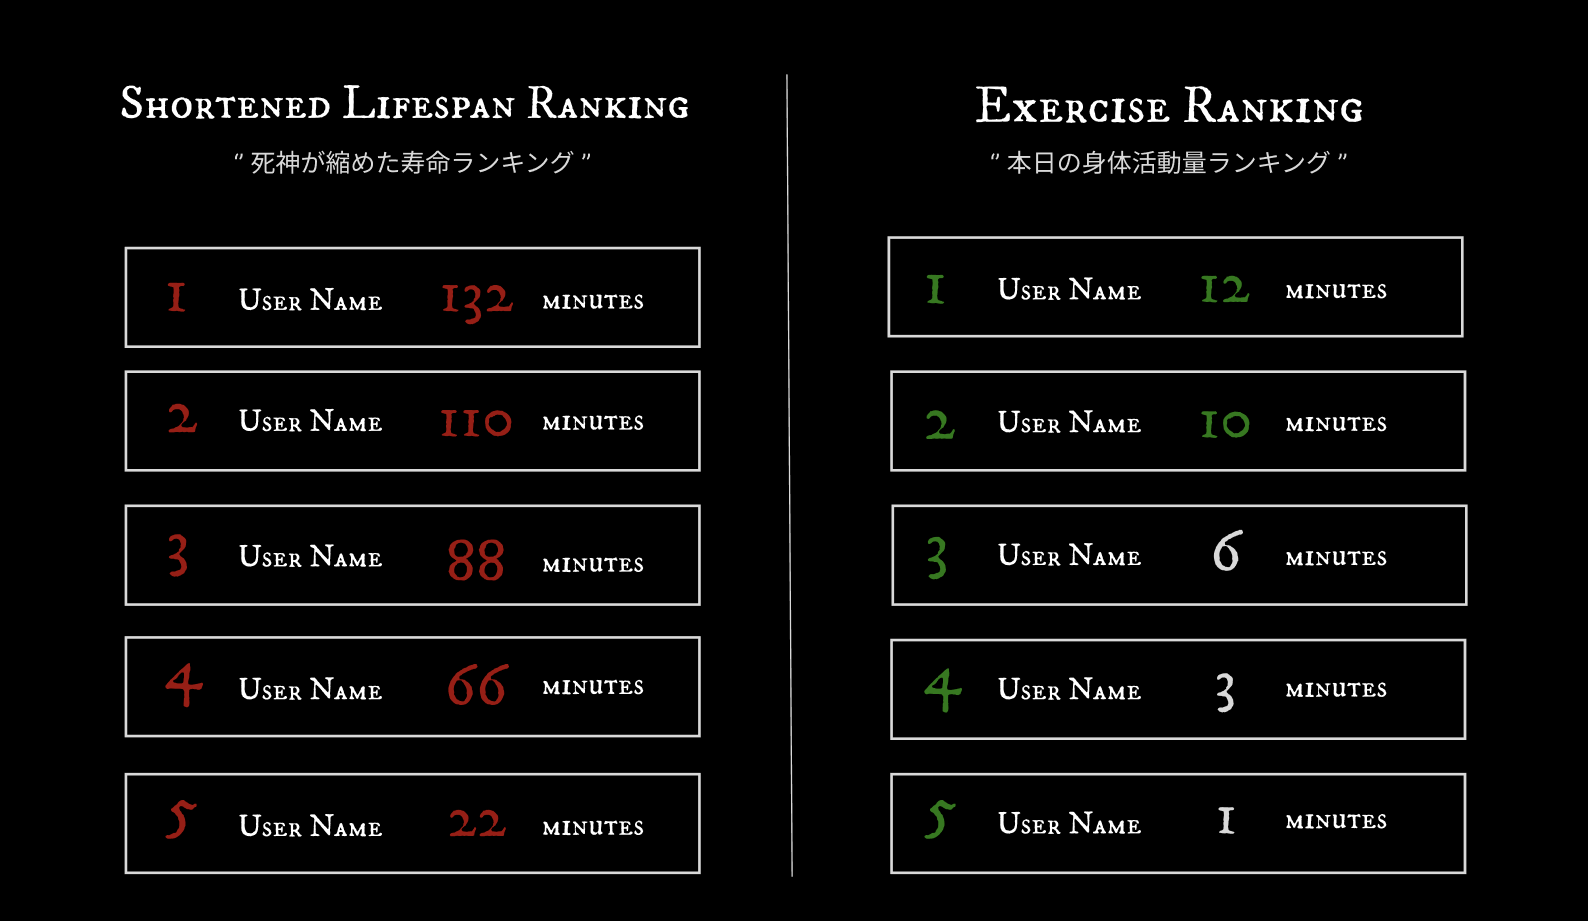 Shortened Lifespan Ranking
” 死神が縮めた寿命ランキング ”
1 User Name 132 minutes
2 User Name 110 minutes
3 User Name 88 minutes
4 User Name 66 minutes
5 User Name 22 minutes
Exercise Ranking
” 本日の身体活動量ランキング ”
1 User Name 12 minutes
2 User Name 10 minutes
3 User Name 6 minutes
4 User Name 3 minutes
5 User Name 1 minutes